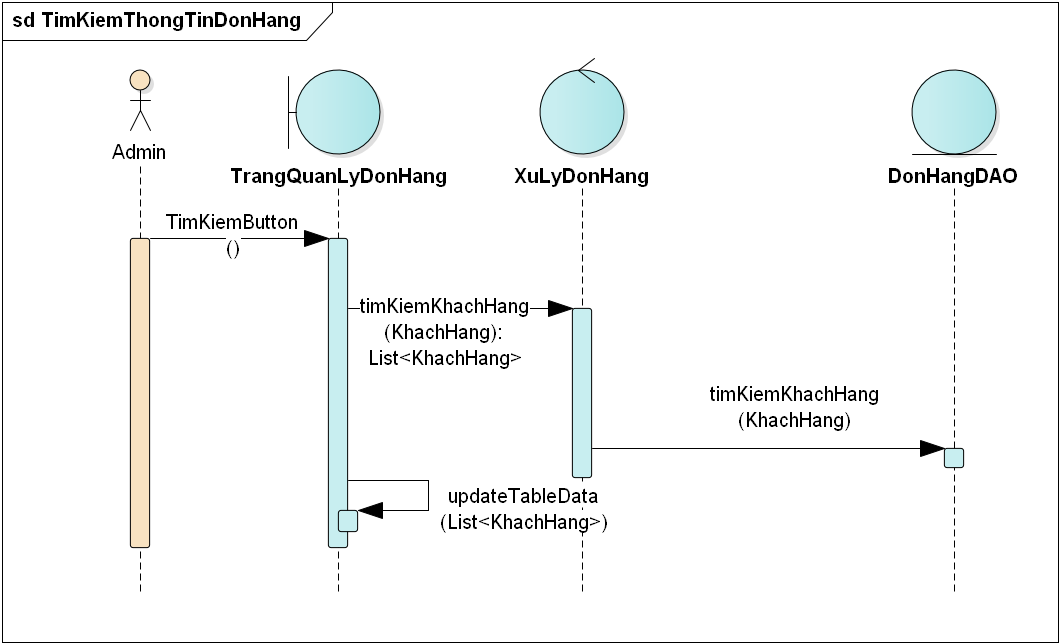 sd TimKiemThongTinDonHang
Admin
TrangQuanLyDonHang
XuLyDonHang
DonHangDAO
TimKiemButton
()
timKiemKhachHang
(KhachHang):
List<KhachHang>
timKiemKhachHang
(KhachHang)
updateTableData
(List<KhachHang>)